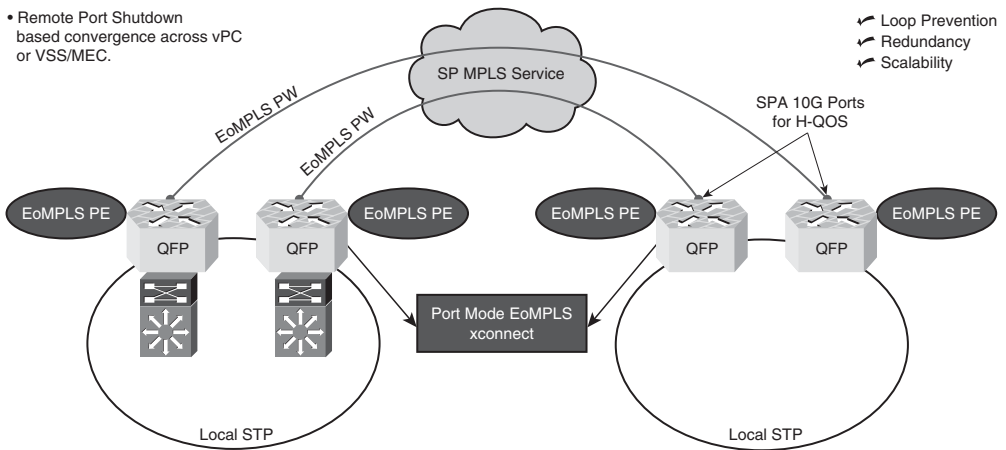 • Remote Port Shutdown
based convergence across vPC
or VSS/MEC.
Loop Prevention
Redundancy
Scalability
SP MPLS Service
SPA 10G Ports
for H-QOS
EoMPLS PW
EoMPLS PW
EoMPLS PE
EoMPLS PE
EoMPLS PE
EoMPLS PE
QFP
QFP
QFP
QFP
Port Mode EoMPLS
xconnect
Local STP
Local STP